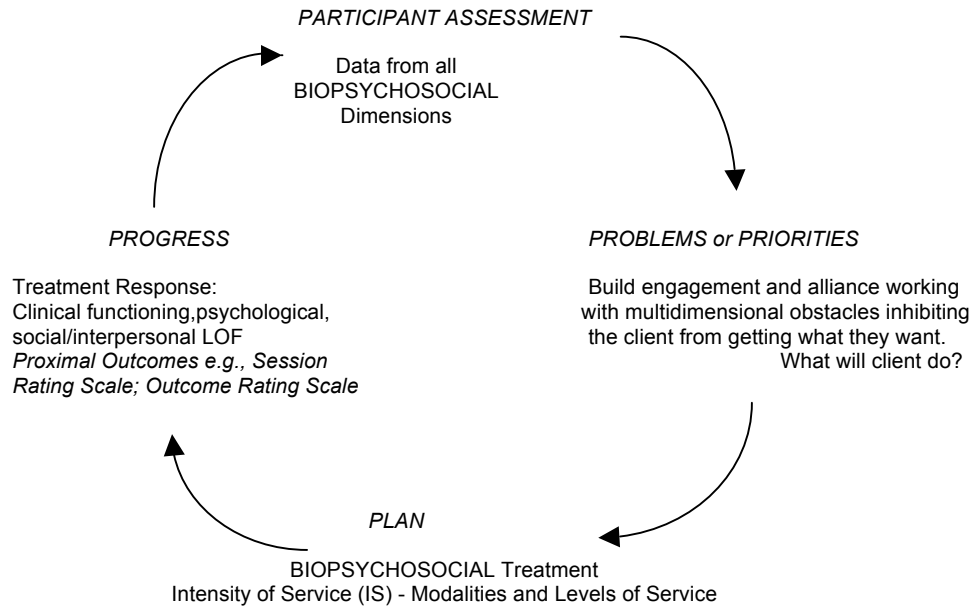 PARTICIPANT ASSESSMENT
Data from all
BIOPSYCHOSOCIAL
Dimensions
PROBLEMS or PRIORITIES
Build engagement and alliance working
with multidimensional obstacles inhibiting
the client from getting what they want.
What will client do?
PLAN
BIOPSYCHOSOCIAL Treatment
Intensity of Service (IS) - Modalities and Levels of Service
PROGRESS
Treatment Response:
Clinical functioning,psychological,
social/interpersonal LOF
Proximal Outcomes e.g., Session
Rating Scale; Outcome Rating Scale